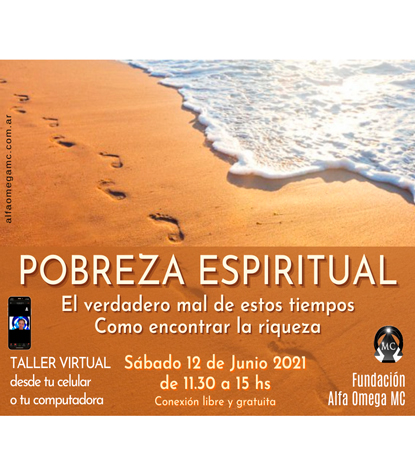 alfaomegamc.com.ar
POBREZA ESPIRITUAL
El verdadero mal de estos tiempos
Como encontrar la riqueza
TALLER VIRTUAL
desde tu celular
o tu computadora
Sábado 12 de Junio 2021
de 11.30 a 15 hs
Conexión libre y gratuita
MC
Fundación
Alfa Omega MC